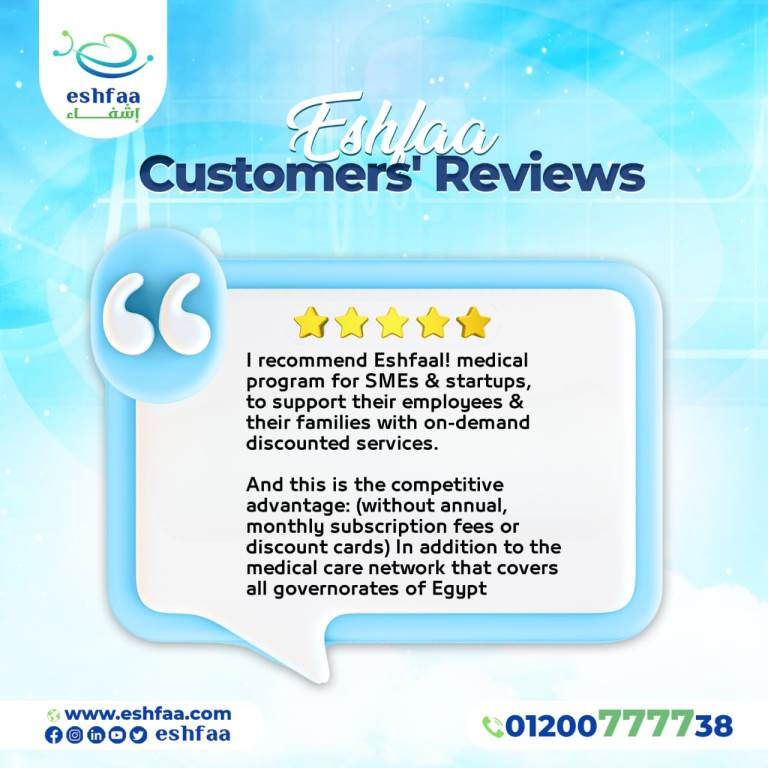 eshfaa
إشفاء
Eshfaa
Customers' Reviews
I recommend Eshfaal! medical
program for SMEs & startups,
to support their employees &
their families with on-demand
discounted services.
And this is the competitive
advantage: (without annual,
monthly subscription fees or
discount cards) In addition to the
medical care network that covers
all governorates of Egypt
www.eshfaa.com
eshfaa
01200777738